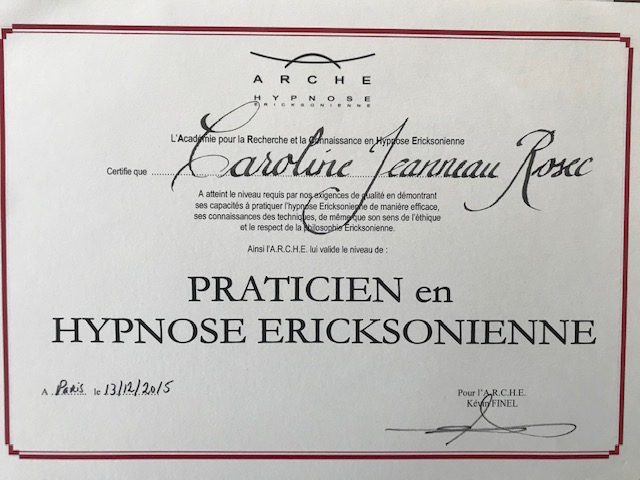 ARCHE
HYPNOSE
ERICKSONIENNE
L'Académie pour la Recherche et la Connaissance en Hypnose Ericksonienne
Certifie que Caroline Jeanneau Rosec
A atteint le niveau requis par nos exigences de qualité en démontrant
ses capacités à pratiquer l'hypnose Ericksonienne de manière efficace,
ses connaissances des techniques, de même que son sens de l'éthique
et le respect de la philosophie Ericksonienne.
Ainsi l'A.R.C.H.E. lui valide le niveau de :
PRATICIEN en
HYPNOSE ERICKSONIENNE
A Paris le 13/12/2015
Pour l'A.R.C.H.E.
Kévin FINEL